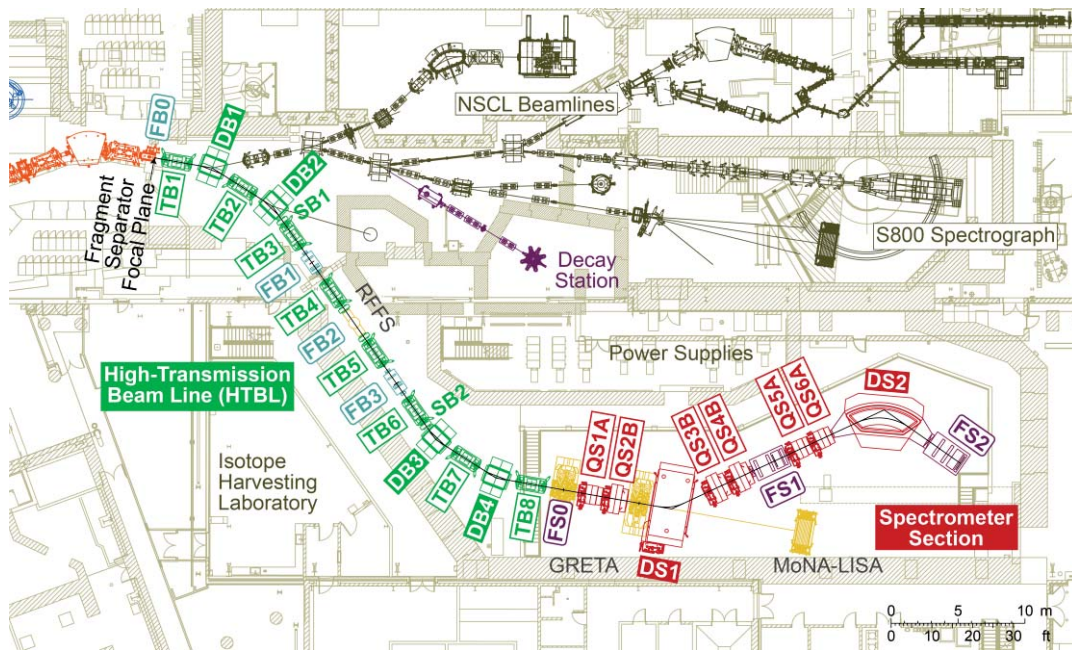 NSCL Beamlines
FB0
DB1
Fragment
Separator
Focal Plane
TB1
TB2
DB2
SB1
TB3
FB1
TB4
RFFS
FB2
TB5
FB3
TB6
SB2
DB3
TB7
DB4
TB8
Decay
Station
S800 Spectrograph
Power Supplies
High-Transmission
Beam Line (HTBL)
Isotope
Harvesting
Laboratory
FS0
QS1A
QS2B
DS1
QS3B
QS4B
FS1
QS5A
QS6A
DS2
FS2
Spectrometer
Section
GRETA
MoNA-LISA
0 5 10 m
0 10 20 30 ft